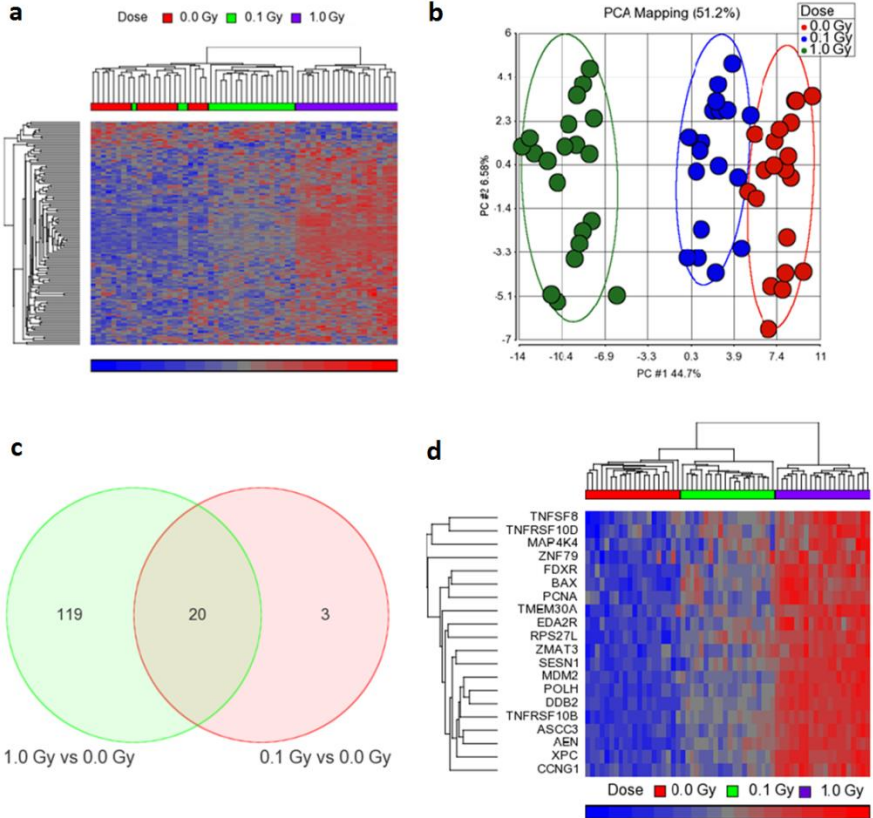 a
Dose 0.0 Gy 0.1 Gy 1.0 Gy
b
PCA Mapping (51.2%)
Dose
0.0 Gy
0.1 Gy
1.0 Gy
6
4.1
2.3
0.4
-1.4
-3.3
-5.1
-7
PC #2 6.58%
-14 -10.4 -6.9 -3.3 0.3 3.9 7.4 11
PC #1 44.7%
c
119 20 3
1.0 Gy vs 0.0 Gy 0.1 Gy vs 0.0 Gy
d
TNFSF8
TNFRSF10D
MAP4K4
ZNF79
FDXR
BAX
PCNA
TMEM30A
EDA2R
RPS27L
ZMAT3
SESN1
MDM2
POLH
DDB2
TNFRSF10B
ASCC3
AEN
XPC
CCNG1
Dose 0.0 Gy 0.1 Gy 1.0 Gy